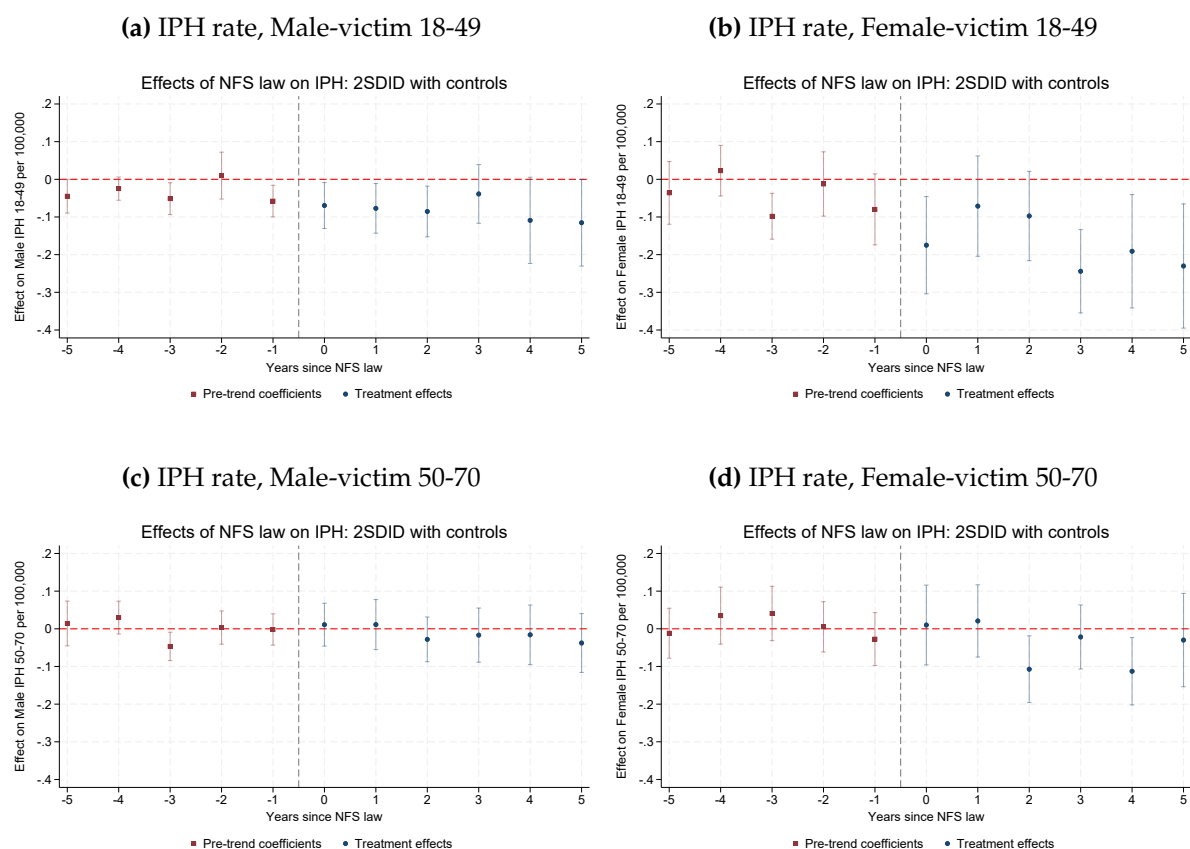 (a) IPH rate, Male-victim 18-49
Effects of NFS law on IPH: 2SDID with controls
Effect on Male IPH 18-49 per 100,000
.2
.1
0
-.1
-.2
-.3
-.4
-5 -4 -3 -2 -1 0 1 2 3 4 5
Years since NFS law
Pre-trend coefficients Treatment effects
(b) IPH rate, Female-victim 18-49
Effects of NFS law on IPH: 2SDID with controls
Effect on Female IPH 18-49 per 100,000
.2
.1
0
-.1
-.2
-.3
-.4
-5 -4 -3 -2 -1 0 1 2 3 4 5
Years since NFS law
Pre-trend coefficients Treatment effects
(c) IPH rate, Male-victim 50-70
Effects of NFS law on IPH: 2SDID with controls
Effect on Male IPH 50-70 per 100,000
.2
.1
0
-.1
-.2
-.3
-.4
-5 -4 -3 -2 -1 0 1 2 3 4 5
Years since NFS law
Pre-trend coefficients Treatment effects
(d) IPH rate, Female-victim 50-70
Effects of NFS law on IPH: 2SDID with controls
Effect on Female IPH 50-70 per 100,000
.2
.1
0
-.1
-.2
-.3
-.4
-5 -4 -3 -2 -1 0 1 2 3 4 5
Years since NFS law
Pre-trend coefficients Treatment effects